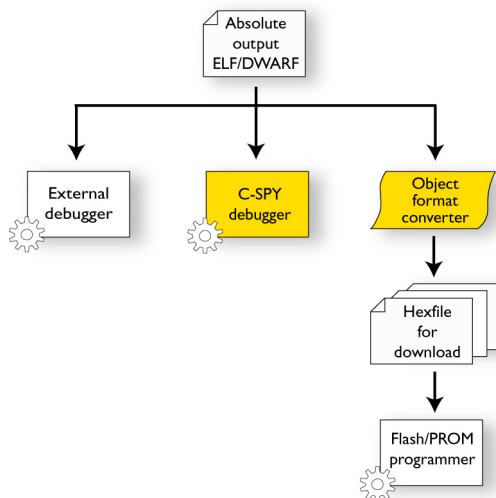 Absolute
output
ELF/DWARF
External
debugger
C-SPY
debugger
Object
format
converter
Hexfile
for
download
Flash/PROM
programmer